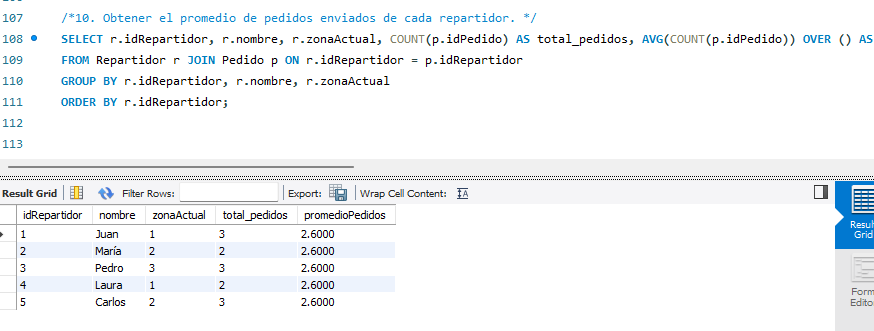 107 /*10. Obtener el promedio de pedidos enviados de cada repartidor. */
108 SELECT r.idRepartidor, r.nombre, r.zonaActual, COUNT(p.idPedido) AS total_pedidos, AVG(COUNT(p.idPedido)) OVER () AS
109 FROM Repartidor r JOIN Pedido p ON r.idRepartidor = p.idRepartidor
110 GROUP BY r.idRepartidor, r.nombre, r.zonaActual
111 ORDER BY r.idRepartidor;
112
113
Result Grid Filter Rows: Export: Wrap Cell Content: IA
idRepartidor nombre zonaActual total_pedidos promedioPedidos
1 Juan 1 3 2.6000
2 María 2 2 2.6000
3 Pedro 3 3 2.6000
4 Laura 1 2 2.6000
5 Carlos 2 3 2.6000
Resul
Grid
Form
Edito